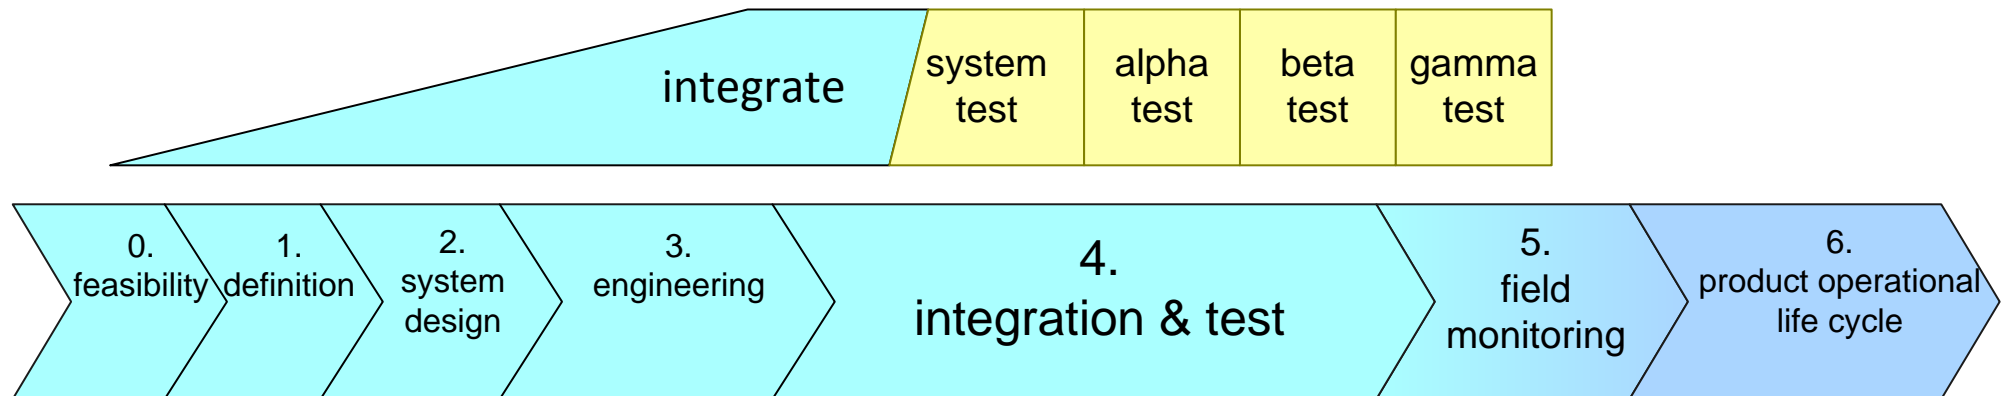 integrate
system
test
alpha
test
beta
test
gamma
test
0.
feasibility
1.
definition
2.
system
design
3.
engineering
4.
integration & test
5.
field
monitoring
6.
product operational
life cycle